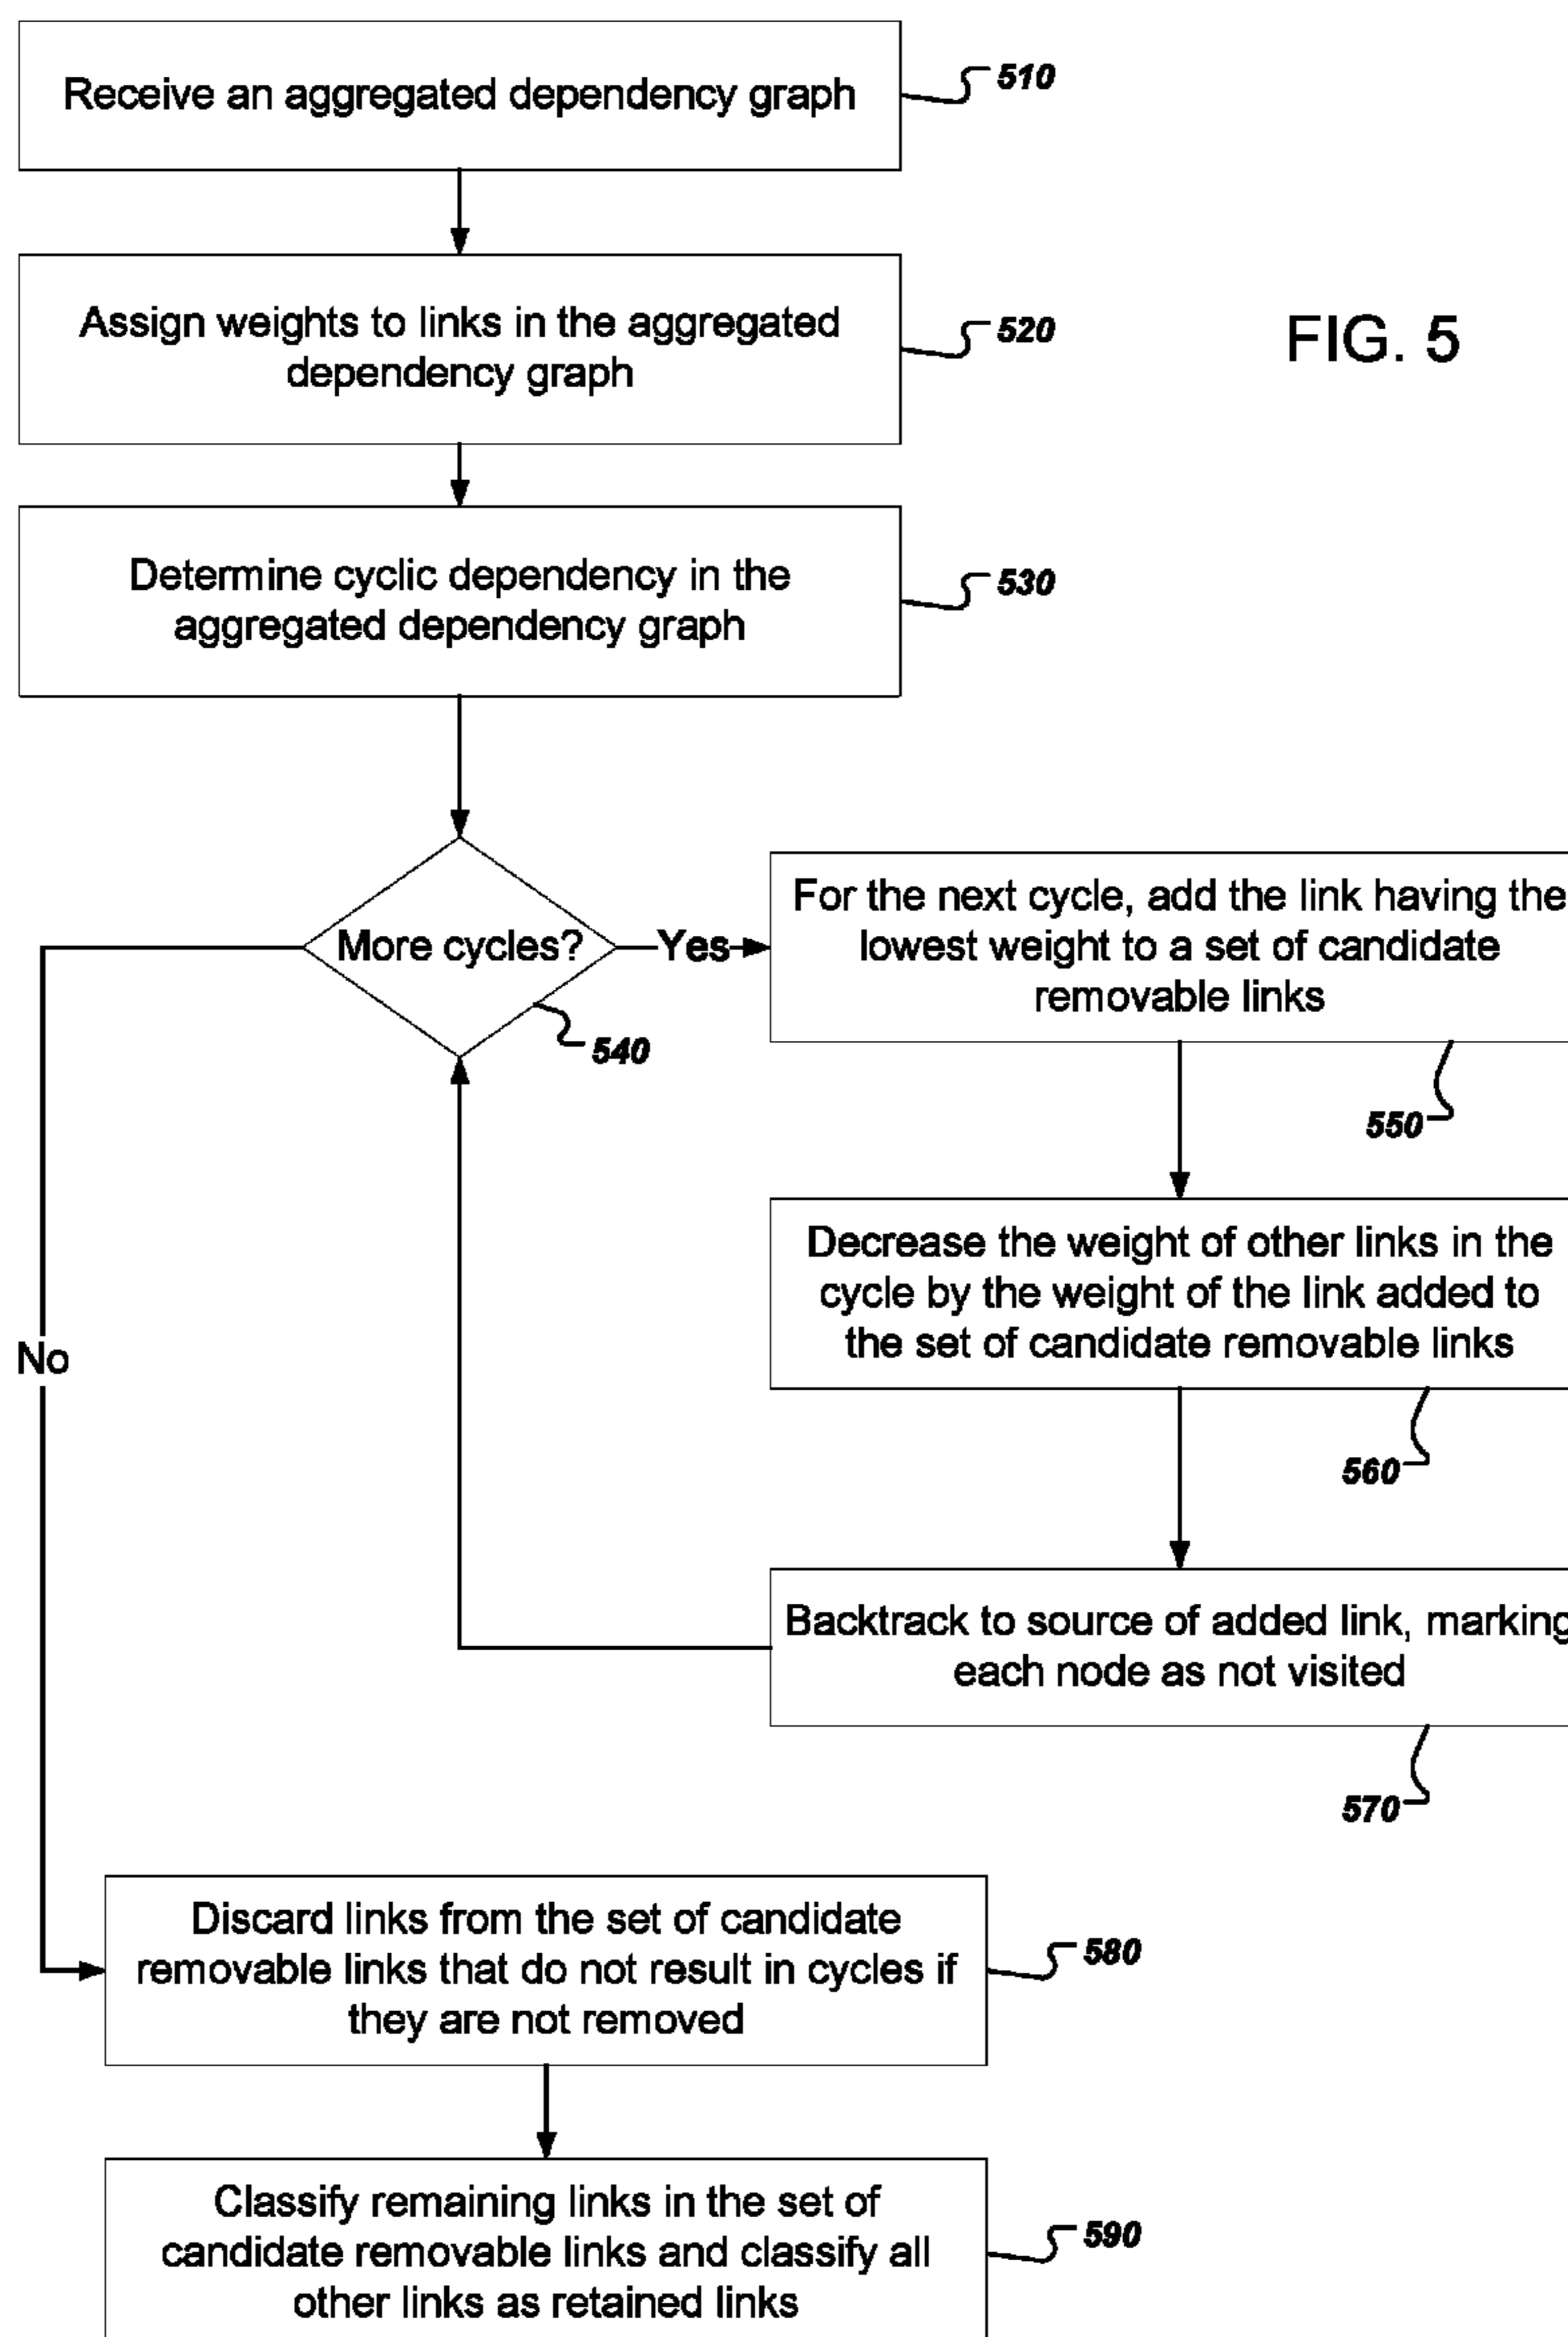 Receive an aggregated dependency graph
510
Assign weights to links in the aggregated
dependency graph
520
FIG. 5
Determine cyclic dependency in the
aggregated dependency graph
530
More cycles?
Yes
540
For the next cycle, add the link having the
lowest weight to a set of candidate
removable links
550
Decrease the weight of other links in the
cycle by the weight of the link added to
the set of candidate removable links
560
No
Backtrack to source of added link, marking
each node as not visited
570
Discard links from the set of candidate
removable links that do not result in cycles if
they are not removed
580
Classify remaining links in the set of
candidate removable links and classify all
other links as retained links
590